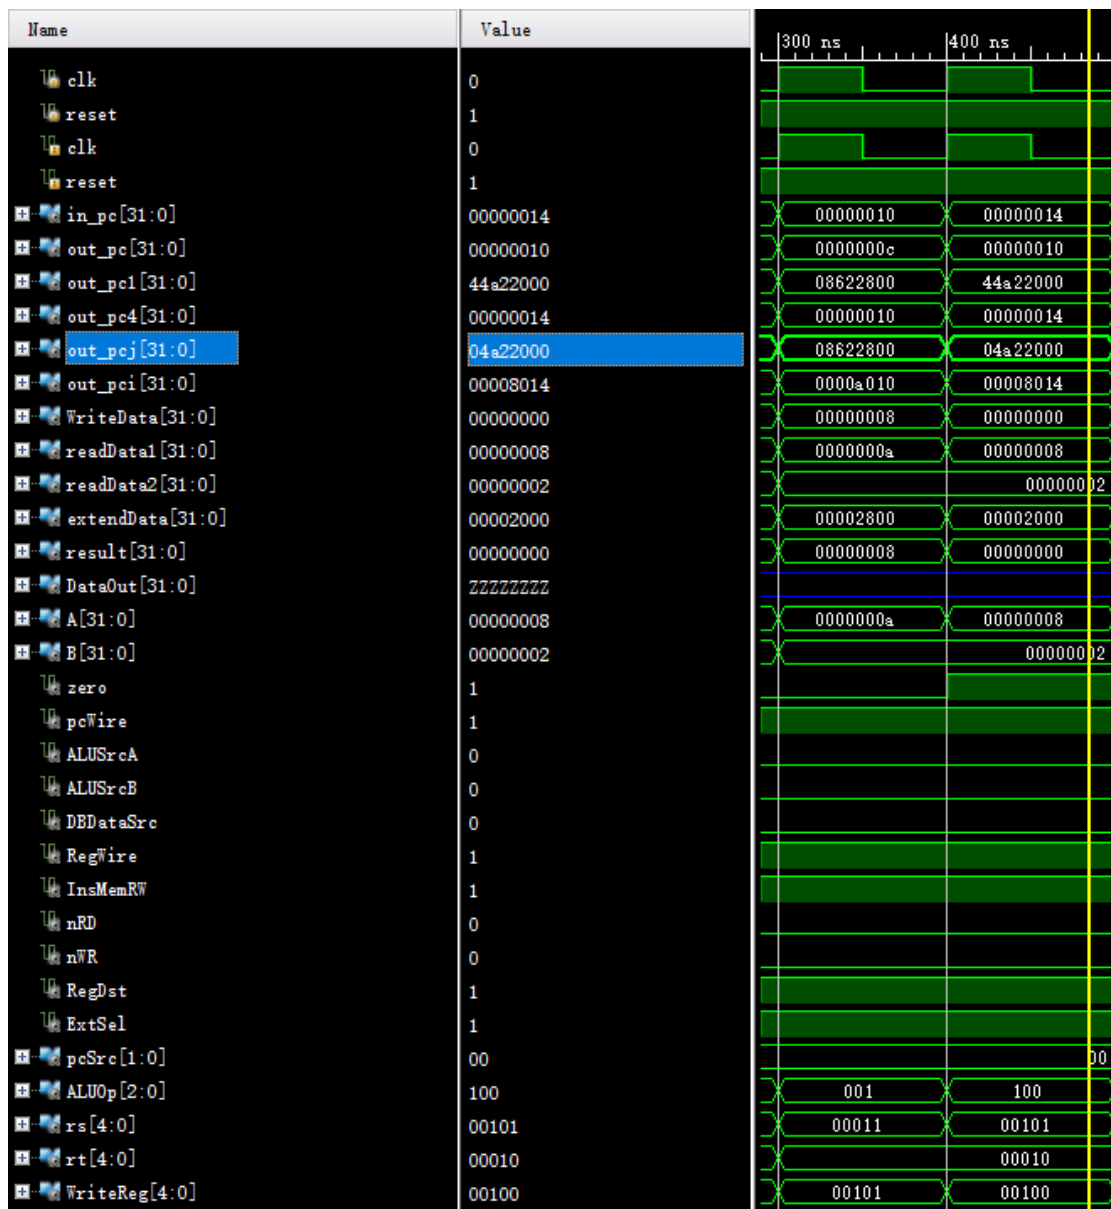 Name Value 300 ns 400 ns
clk 0
reset 1
clk 0
reset 1
in_pc[31:0] 00000014 00000010 00000014
out_pc[31:0] 00000010 0000000c 00000010
out_pc1[31:0] 44a22000 08622800 44a22000
out_pc4[31:0] 00000014 00000010 00000014
out_pcj[31:0] 04a22000 08622800 04a22000
out_pci[31:0] 00008014 0000a010 00008014
WriteData[31:0] 00000000 00000008 00000000
readData1[31:0] 00000008 0000000a 00000008
readData2[31:0] 00000002 00000002
extendData[31:0] 00002000 00002800 00002000
result[31:0] 00000000 00000008 00000000
DataOut[31:0] ZZZZZZZZ
A[31:0] 00000008 0000000a 00000008
B[31:0] 00000002 00000002
zero 1
pcWire 1
ALUSrcA 0
ALUSrcB 0
DBDataSrc 0
RegWire 1
InsMemRW 1
nRD 0
nWR 0
RegDst 1
ExtSel 1
pcSrc[1:0] 00 00
ALUOp[2:0] 100 001 100
rs[4:0] 00101 00011 00101
rt[4:0] 00010 00010
WriteReg[4:0] 00100 00101 00100